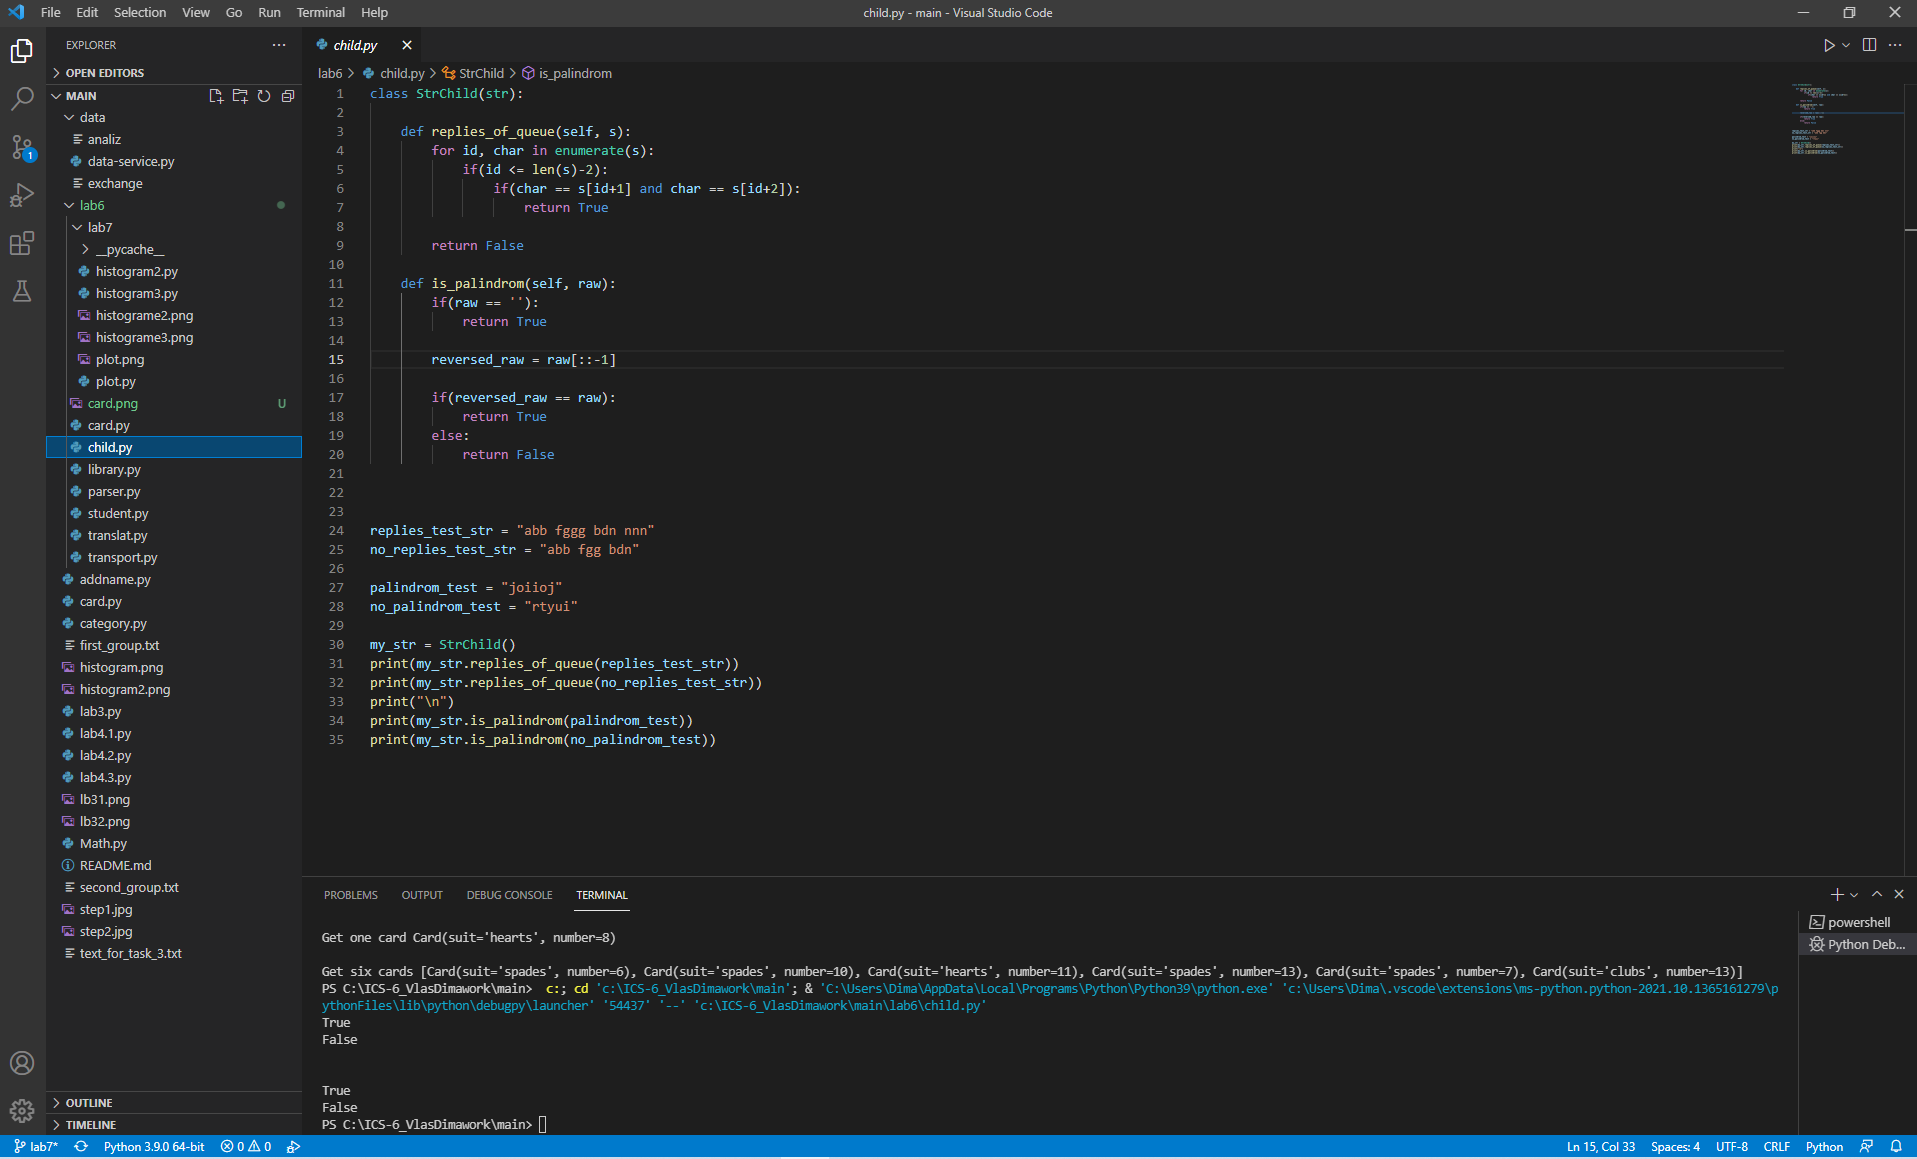 File Edit Selection View Go Run Terminal Help
child.py - main - Visual Studio Code
EXPLORER
OPEN EDITORS
MAIN
data
analiz
data-service.py
exchange
lab6
lab7
__pycache__
histogram2.py
histogram3.py
histograme2.png
histograme3.png
plot.png
plot.py
card.png U
card.py
child.py
library.py
parser.py
student.py
translat.py
transport.py
addname.py
card.py
category.py
first_group.txt
histogram.png
histogram2.png
lab3.py
lab4.1.py
lab4.2.py
lab4.3.py
lb31.png
lb32.png
Math.py
README.md
second_group.txt
step1.jpg
step2.jpg
text_for_task_3.txt
OUTLINE
TIMELINE
1
child.py
lab6 > child.py > StrChild > is_palindrom
1 class StrChild(str):
2
3 def replies_of_queue(self, s):
4 for id, char in enumerate(s):
5 if(id <= len(s)-2):
6 if(char == s[id+1] and char == s[id+2]):
7 return True
8
9 return False
10
11 def is_palindrom(self, raw):
12 if(raw == ''):
13 return True
14
15 reversed_raw = raw[::-1]
16
17 if(reversed_raw == raw):
18 return True
19 else:
20 return False
21
22
23
24 replies_test_str = "abb fggg bdn nnn"
25 no_replies_test_str = "abb fgg bdn"
26
27 palindrom_test = "joiioj"
28 no_palindrom_test = "rtyui"
29
30 my_str = StrChild()
31 print(my_str.replies_of_queue(replies_test_str))
32 print(my_str.replies_of_queue(no_replies_test_str))
33 print("\n")
34 print(my_str.is_palindrom(palindrom_test))
35 print(my_str.is_palindrom(no_palindrom_test))
PROBLEMS OUTPUT DEBUG CONSOLE TERMINAL
Get one card Card(suit='hearts', number=8)
Get six cards [Card(suit='spades', number=6), Card(suit='spades', number=10), Card(suit='hearts', number=11), Card(suit='spades', number=13), Card(suit='spades', number=7), Card(suit='clubs', number=13)]
PS C:\ICS-6_VlasDimawork\main> c:; cd 'c:\ICS-6_VlasDimawork\main'; & 'C:\Users\Dima\AppData\Local\Programs\Python\Python39\python.exe' 'c:\Users\Dima\.vscode\extensions\ms-python.python-2021.10.1365161279\p
ythonFiles\lib\python\debugpy\launcher' '54437' '--' 'c:\ICS-6_VlasDimawork\main\lab6\child.py'
True
False
True
False
PS C:\ICS-6_VlasDimawork\main>
powershell
Python Deb...
lab7* Python 3.9.0 64-bit 0 0
Ln 15, Col 33 Spaces: 4 UTF-8 CRLF Python